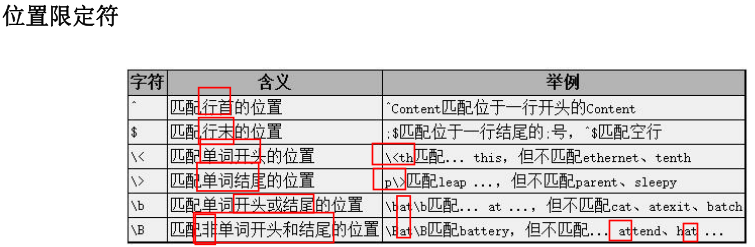 位置限定符
字符 含义 举例
^ 匹配行首的位置 ^Content匹配位于一行开头的Content
$ 匹配行末的位置 ;$匹配位于一行结尾的;号，^$匹配空行
\< 匹配单词开头的位置 \<th匹配... this，但不匹配ethernet、tenth
\> 匹配单词结尾的位置 p\>匹配leap ...，但不匹配parent、sleepy
\b 匹配单词开头或结尾的位置 \bat\b匹配... at ...，但不匹配cat、atexit、batch
\B 匹配非单词开头和结尾的位置 \Bat\B匹配battery，但不匹配... attend、hat ...